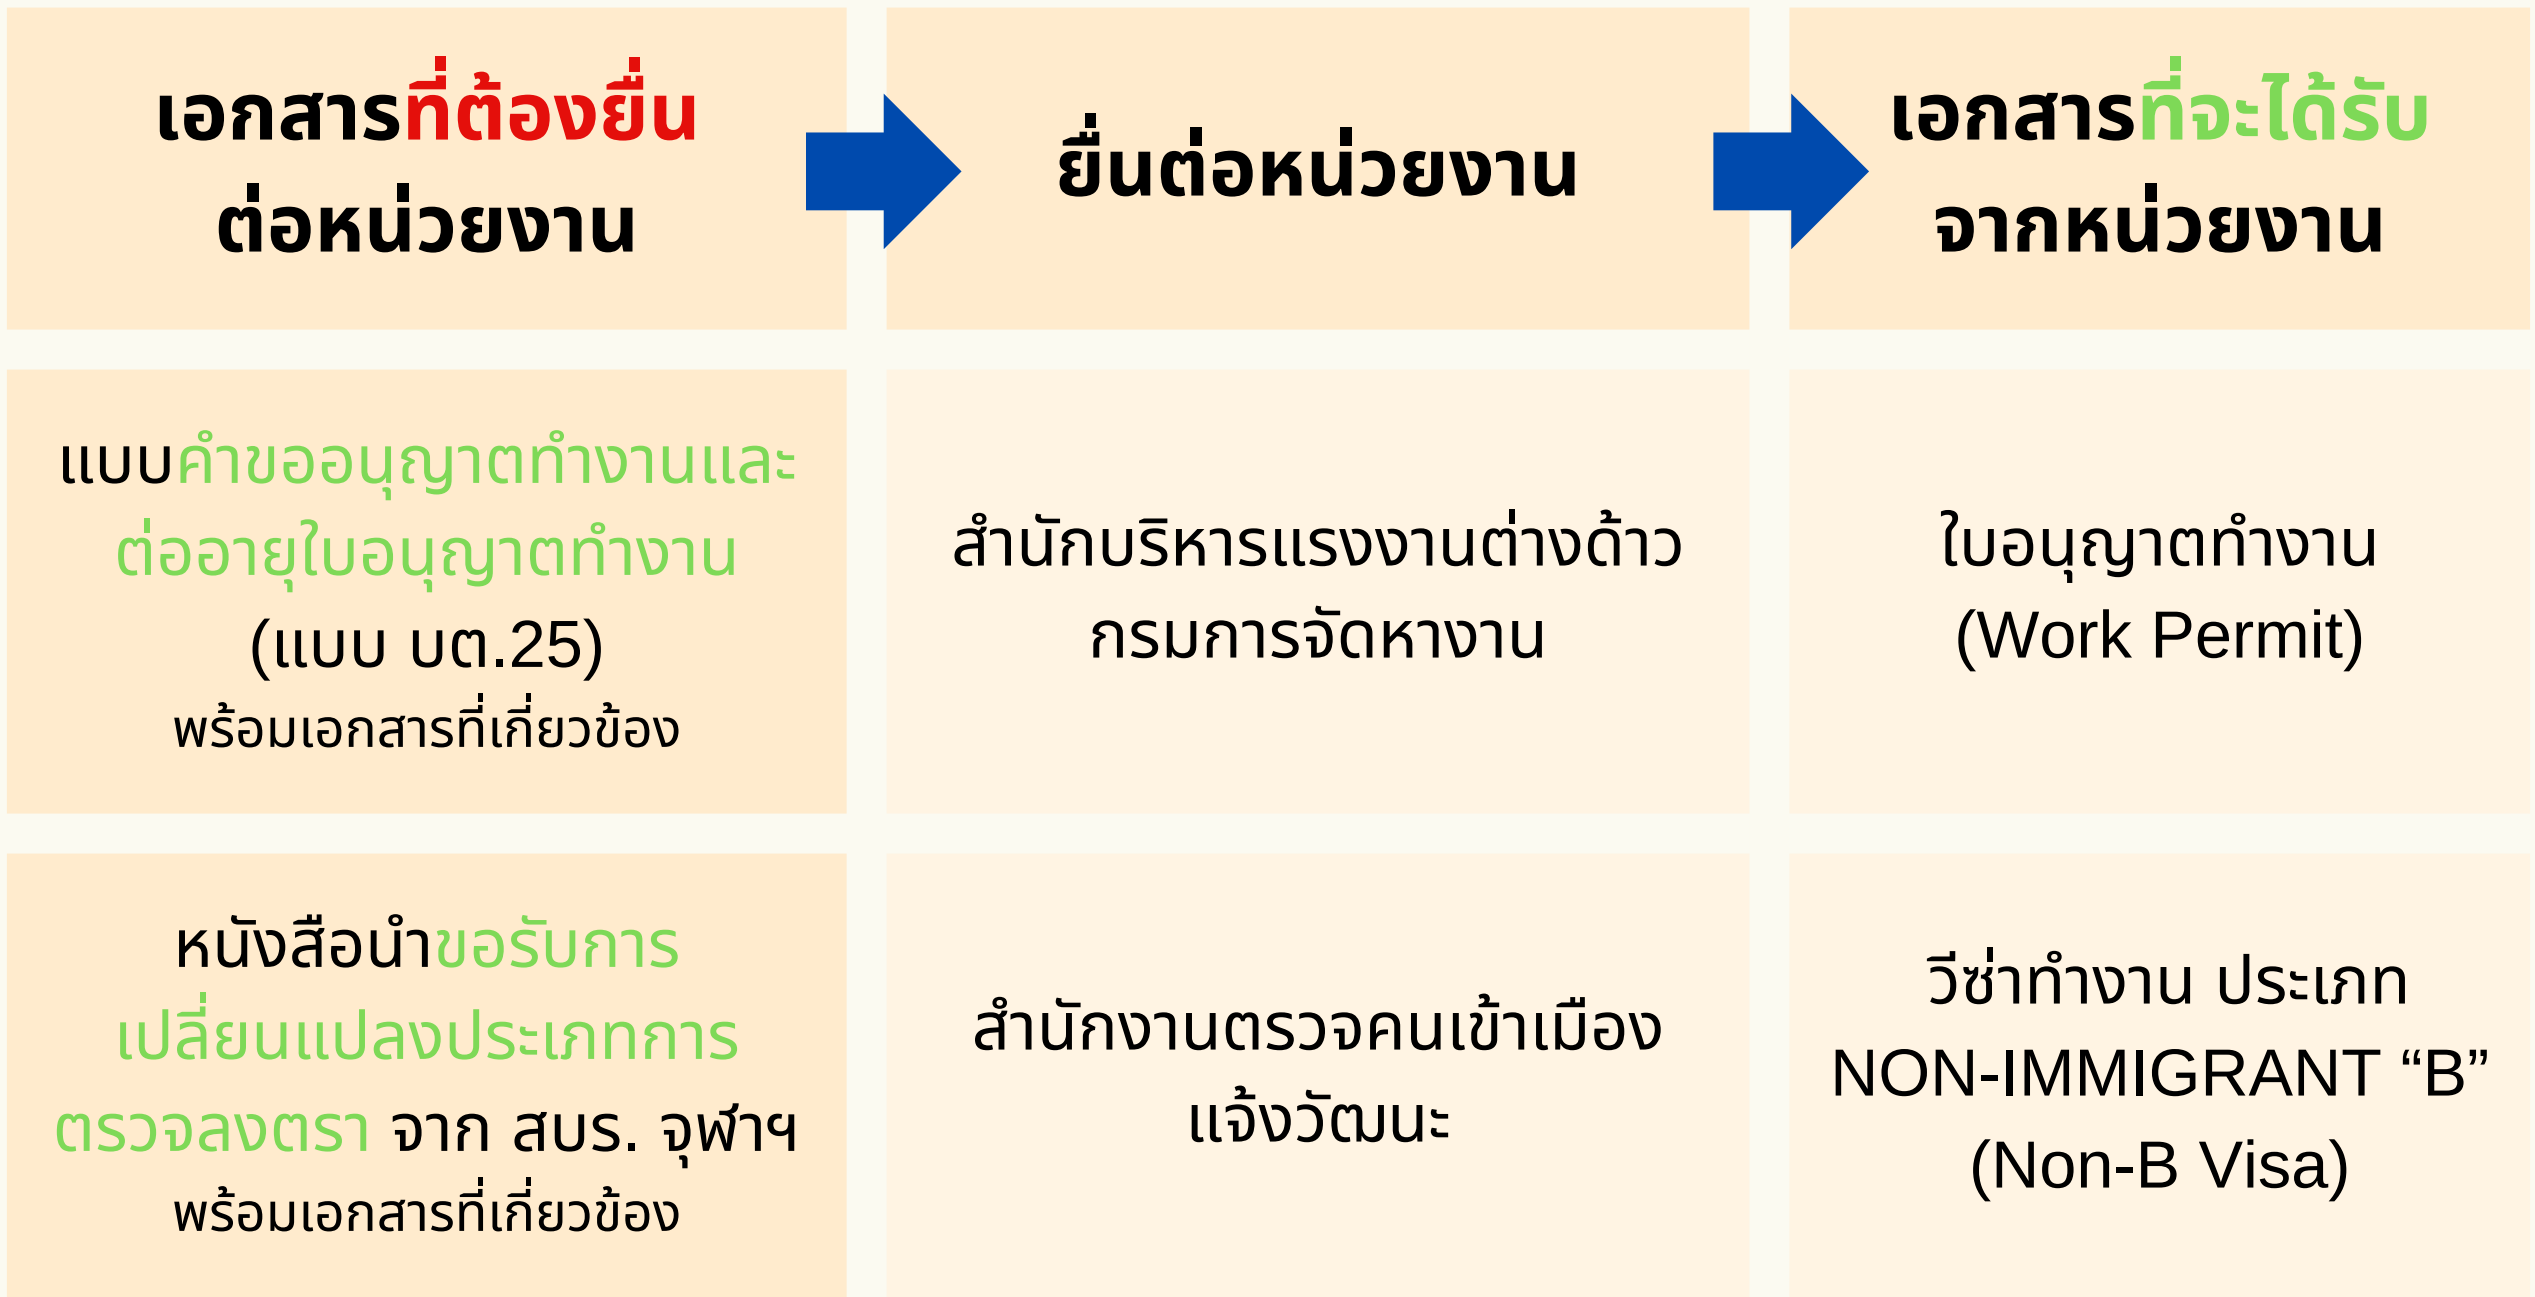 เอกสารที่ต้องยื่น
ต่อหน่วยงาน
ยื่นต่อหน่วยงาน
เอกสารที่จะได้รับ
จากหน่วยงาน
แบบคำขออนุญาตทำงานและ
ต่ออายุใบอนุญาตทำงาน
(แบบ บต.25)
พร้อมเอกสารที่เกี่ยวข้อง
สำนักบริหารแรงงานต่างด้าว
กรมการจัดหางาน
ใบอนุญาตทำงาน
(Work Permit)
หนังสือนำขอรับการ
เปลี่ยนแปลงประเภทการ
ตรวจลงตรา จาก สบร. จุฬาฯ
พร้อมเอกสารที่เกี่ยวข้อง
สำนักงานตรวจคนเข้าเมือง
แจ้งวัฒนะ
วีซ่าทำงาน ประเภท
NON-IMMIGRANT “B”
(Non-B Visa)